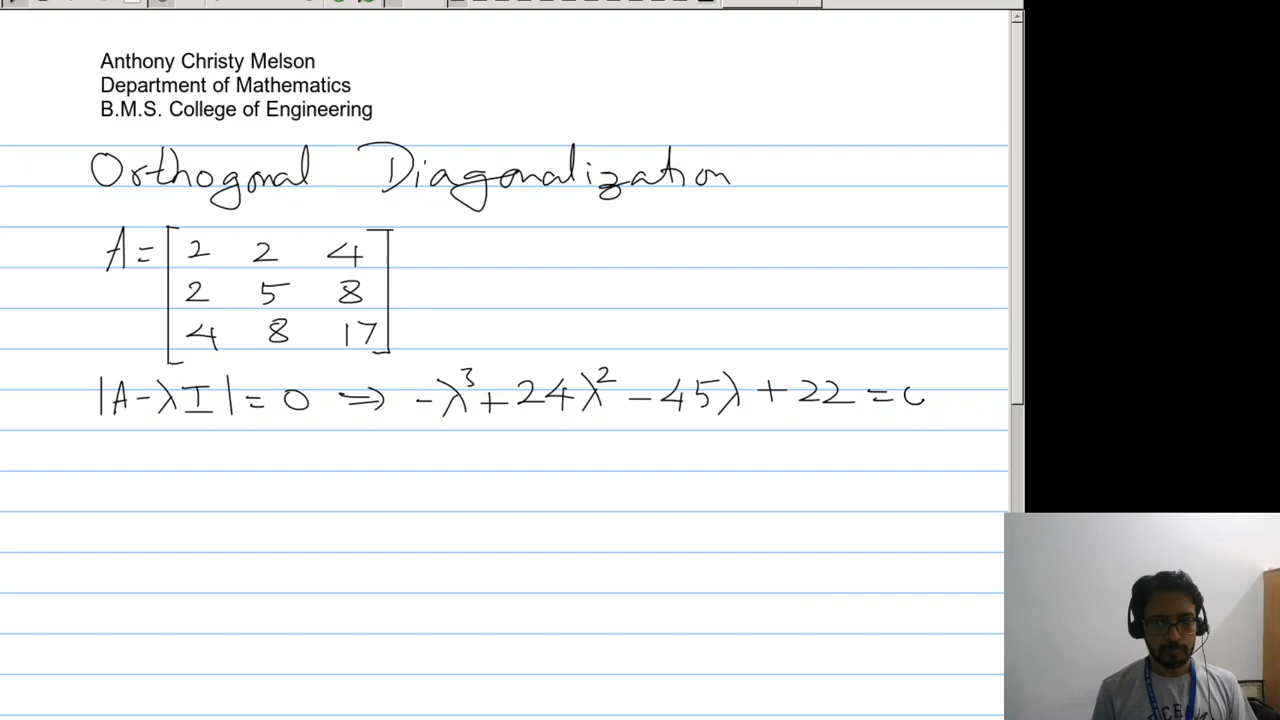 Anthony Christy Melson
Department of Mathematics
B.M.S. College of Engineering
Orthogonal Diagonalization
A = [ 2 2 4
2 5 8
4 8 17 ]
|A - λI| = 0 ⟹ -λ³ + 24λ² - 45λ + 22 = 0